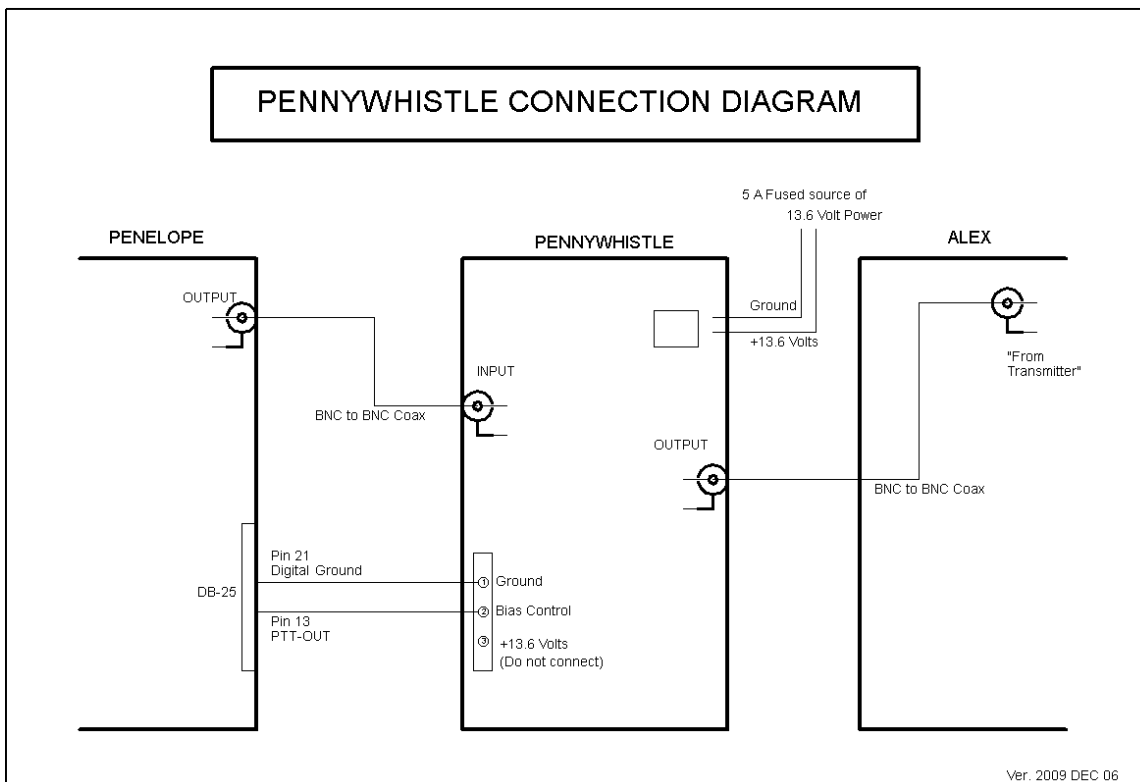 PENNYWHISTLE CONNECTION DIAGRAM
5 A Fused source of
13.6 Volt Power
PENELOPE
PENNYWHISTLE
ALEX
OUTPUT
Ground
+13.6 Volts
"From
Transmitter"
INPUT
BNC to BNC Coax
OUTPUT
BNC to BNC Coax
Pin 21
Digital Ground
DB-25
Pin 13
PTT-OUT
1 Ground
2 Bias Control
3 +13.6 Volts
(Do not connect)
Ver. 2009 DEC 06